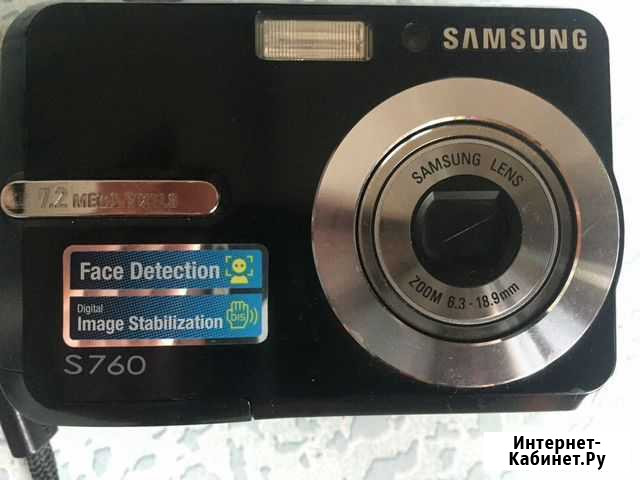 SAMSUNG
SAMSUNG LENS
ZOOM 6.3 - 18.9mm
7.2 MEGA PIXELS
Face Detection
Digital
Image Stabilization
DIS
S760
Интернет-
Кабинет.Ру